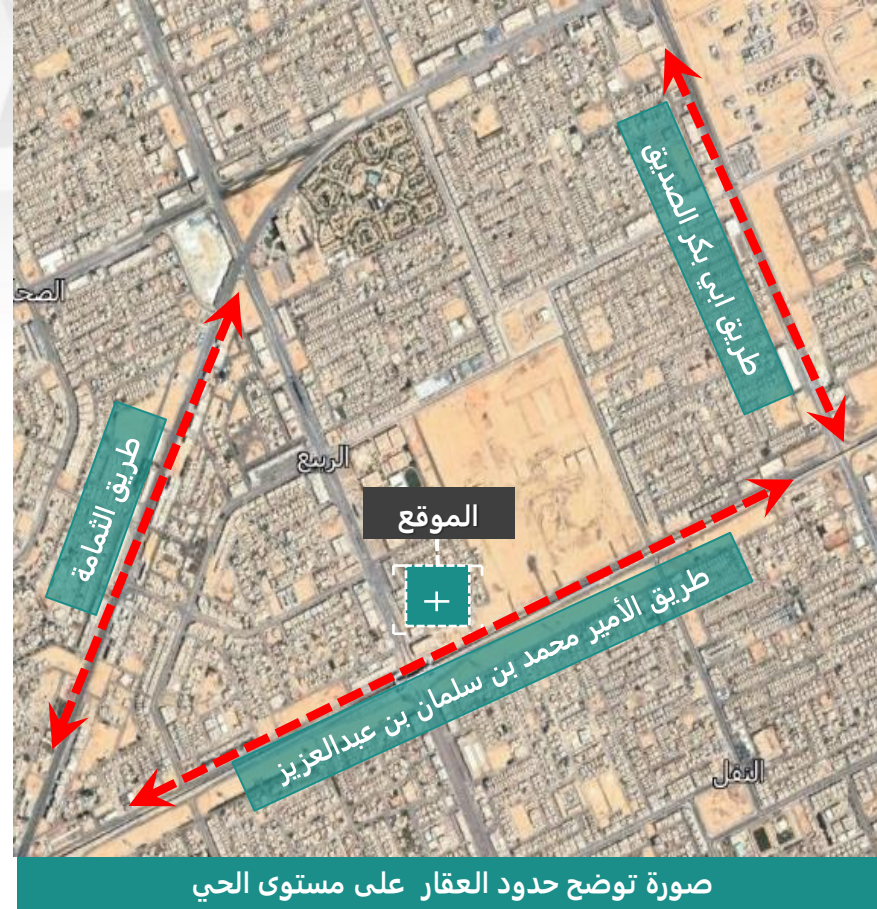 طريق ابي بكر الصديق
الربيع
طريق الثمامة
الموقع
طريق الأمير محمد بن سلمان بن عبدالعزيز
النفل
صورة توضح حدود العقار على مستوى الحي